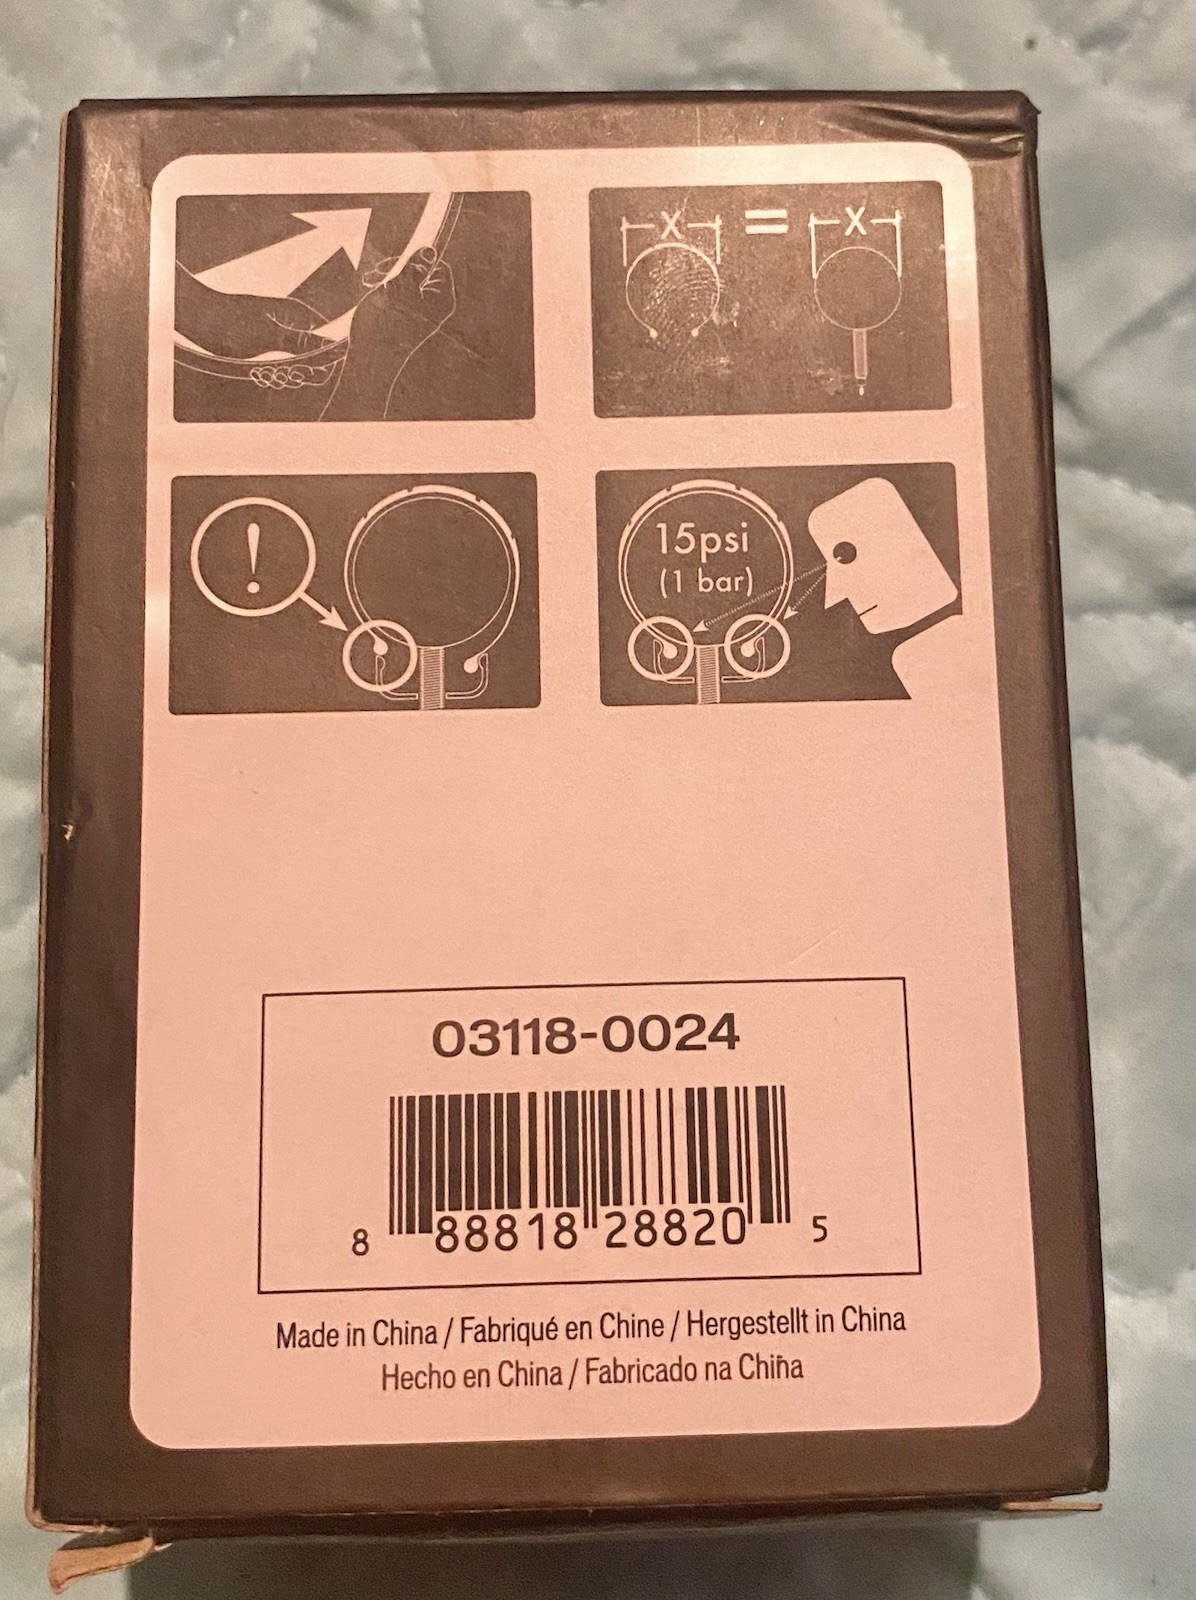 X = X
!
15psi
(1 bar)
03118-0024
8 88818 28820 5
Made in China / Fabriqué en Chine / Hergestellt in China
Hecho en China / Fabricado na China